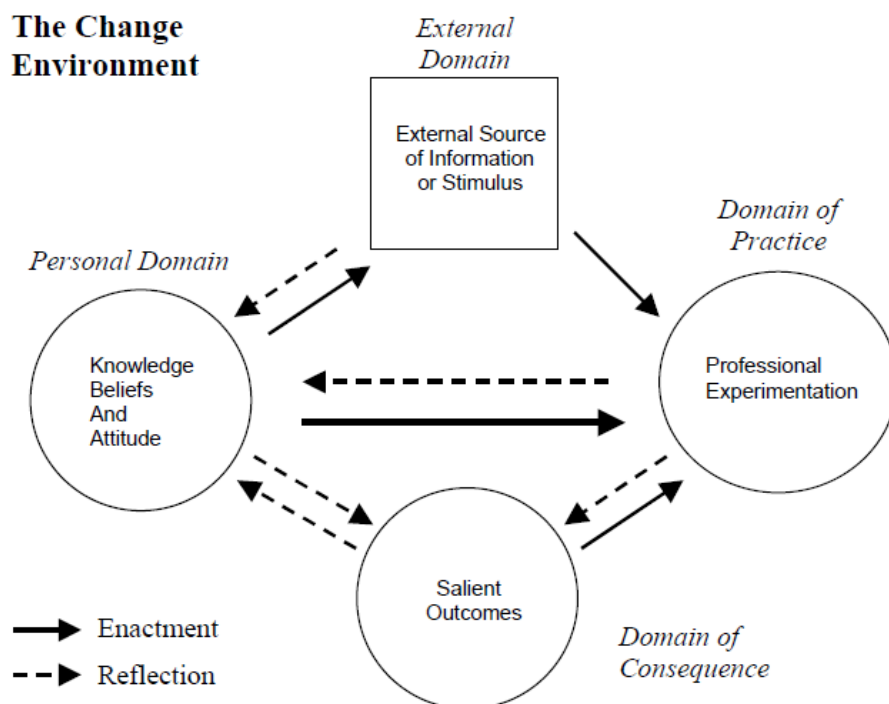 The Change
Environment
External
Domain
External Source
of Information
or Stimulus
Domain of
Practice
Personal Domain
Knowledge
Beliefs
And
Attitude
Professional
Experimentation
Salient
Outcomes
Domain of
Consequence
Enactment
Reflection